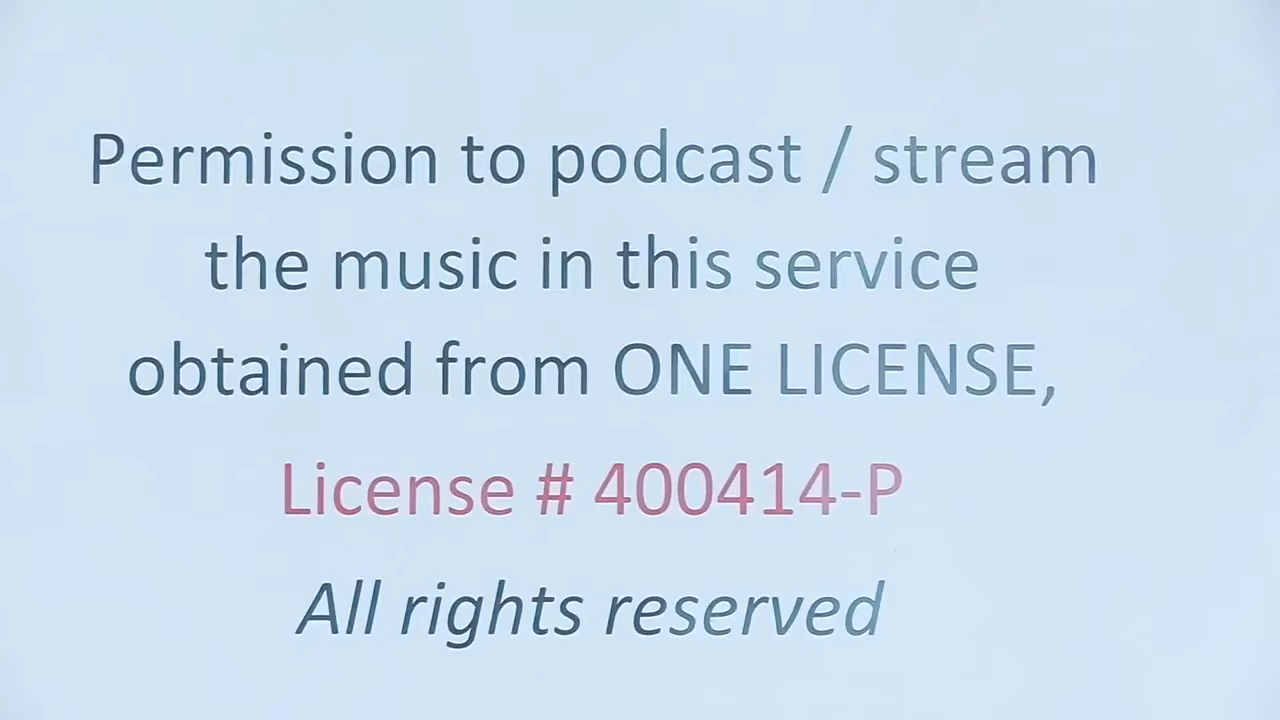 Permission to podcast / stream
the music in this service
obtained from ONE LICENSE,
License # 400414-P
All rights reserved